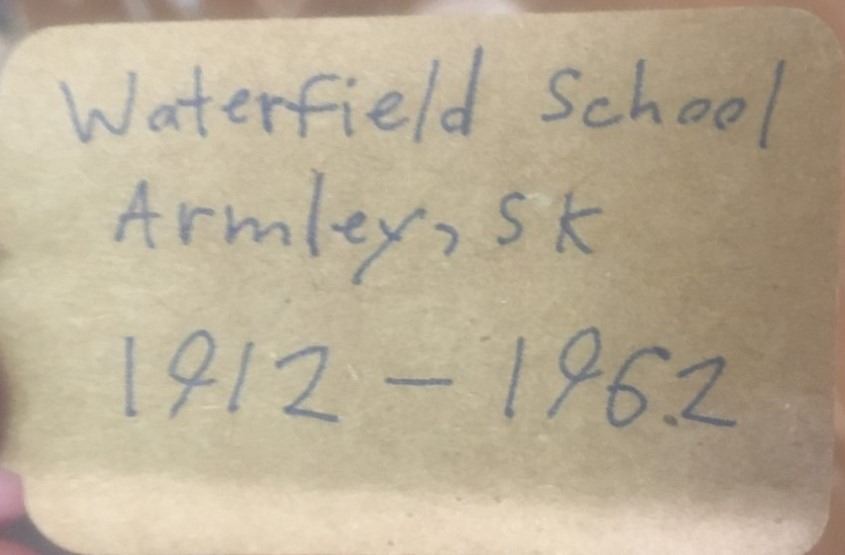 Waterfield School
Armley, SK
1912 - 1962